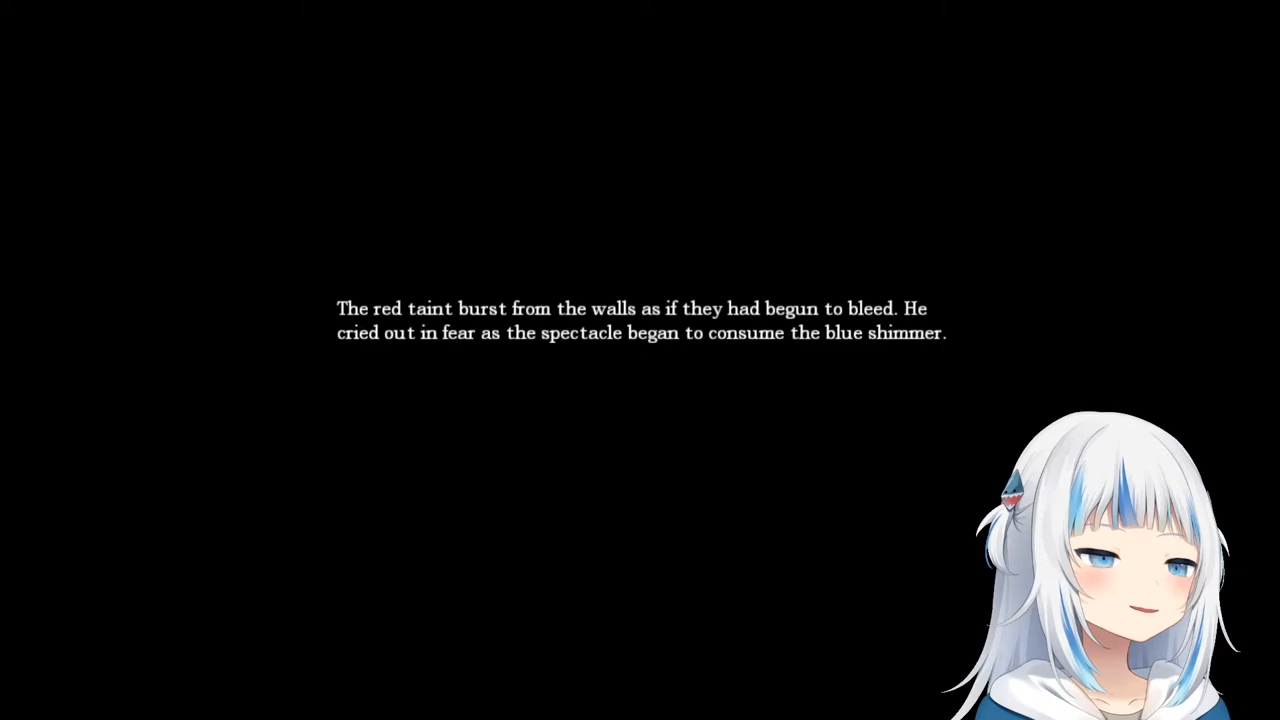 The red taint burst from the walls as if they had begun to bleed. He
cried out in fear as the spectacle began to consume the blue shimmer.